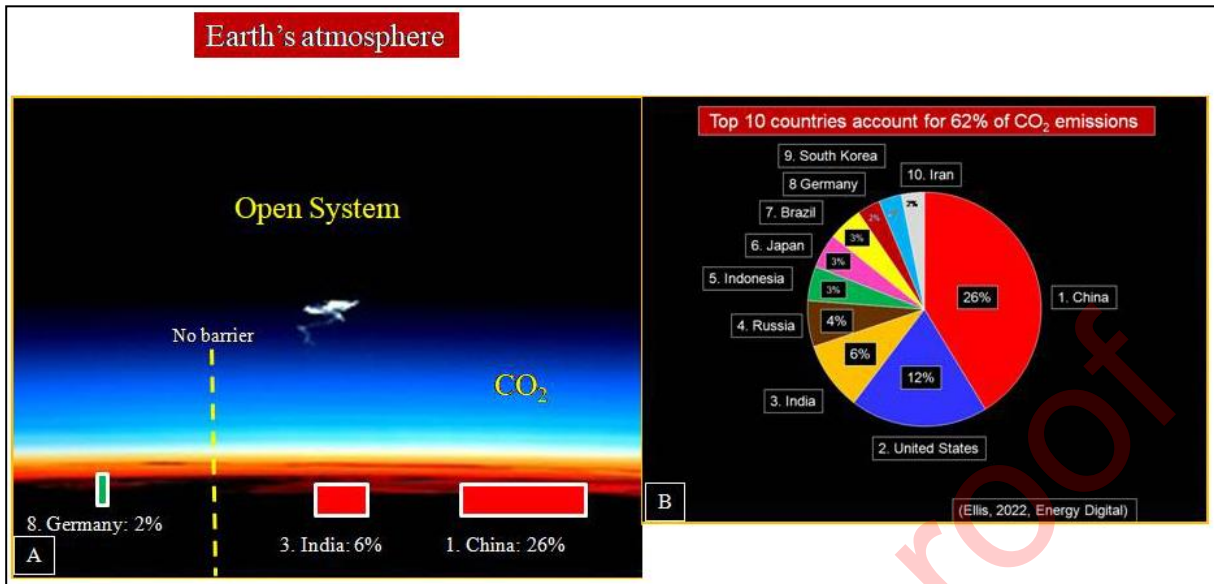 Earth's atmosphere
Open System
No barrier
CO₂
8. Germany: 2%
3. India: 6%
1. China: 26%
A
Top 10 countries account for 62% of CO₂ emissions
9. South Korea
8 Germany
10. Iran
7. Brazil
6. Japan
5. Indonesia
4. Russia
3. India
2. United States
1. China
26%
12%
6%
4%
3%
3%
3%
2%
2%
B
(Ellis, 2022, Energy Digital)
roof